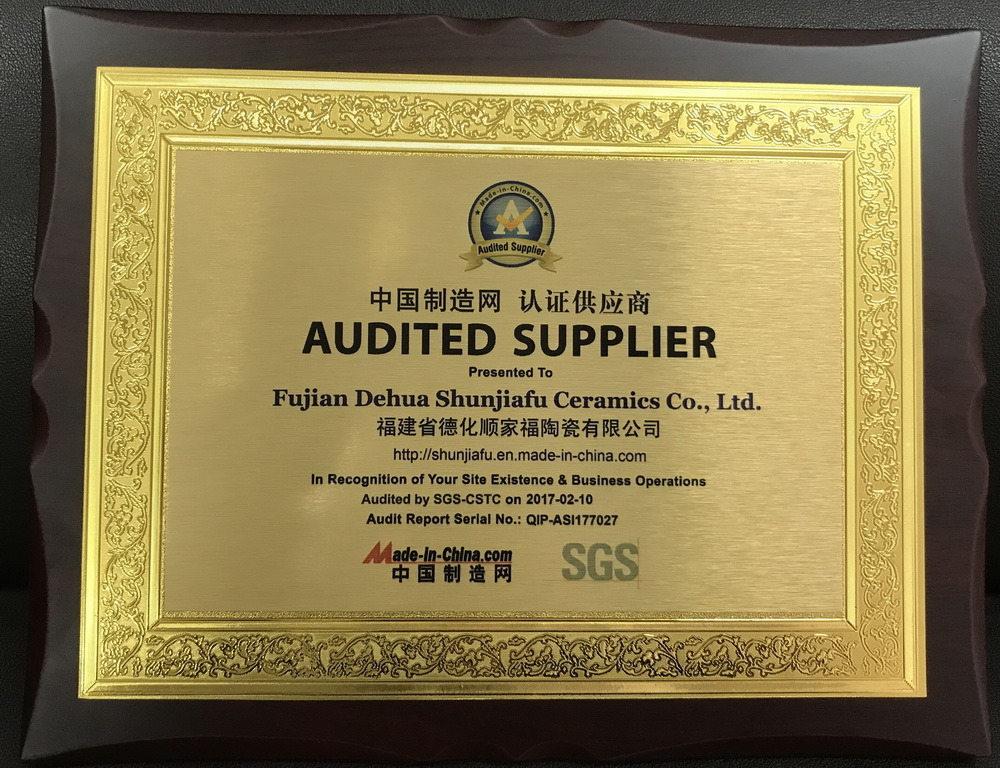 Made-in-China.com
A
Audited Supplier
中国制造网 认证供应商
AUDITED SUPPLIER
Presented To
Fujian Dehua Shunjiafu Ceramics Co., Ltd.
福建省德化顺家福陶瓷有限公司
http://shunjiafu.en.made-in-china.com
In Recognition of Your Site Existence & Business Operations
Audited by SGS-CSTC on 2017-02-10
Audit Report Serial No.: QIP-ASI177027
Made-in-China.com
中国制造网
SGS